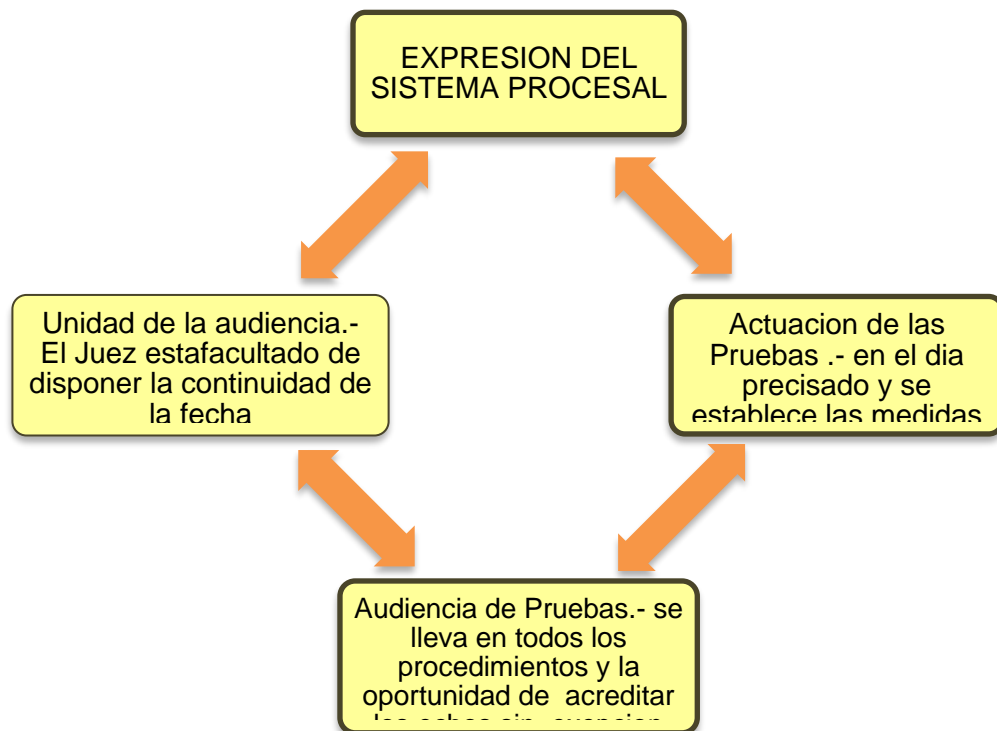 EXPRESION DEL
SISTEMA PROCESAL
Unidad de la audiencia.-
El Juez estafacultado de
disponer la continuidad de
la fecha
Actuacion de las
Pruebas .- en el dia
precisado y se
establece las medidas
Audiencia de Pruebas.- se
lleva en todos los
procedimientos y la
oportunidad de acreditar